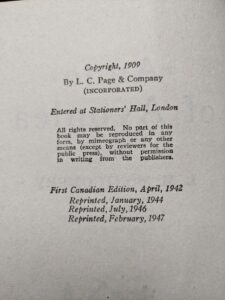 Copyright, 1909
By L. C. Page & Company
(INCORPORATED)
Entered at Stationers' Hall, London
All rights reserved. No part of this
book may be reproduced in any
form, by mimeograph or any other
means (except by reviewers for the
public press), without permission
in writing from the publishers.
First Canadian Edition, April, 1942
Reprinted, January, 1944
Reprinted, July, 1946
Reprinted, February, 1947